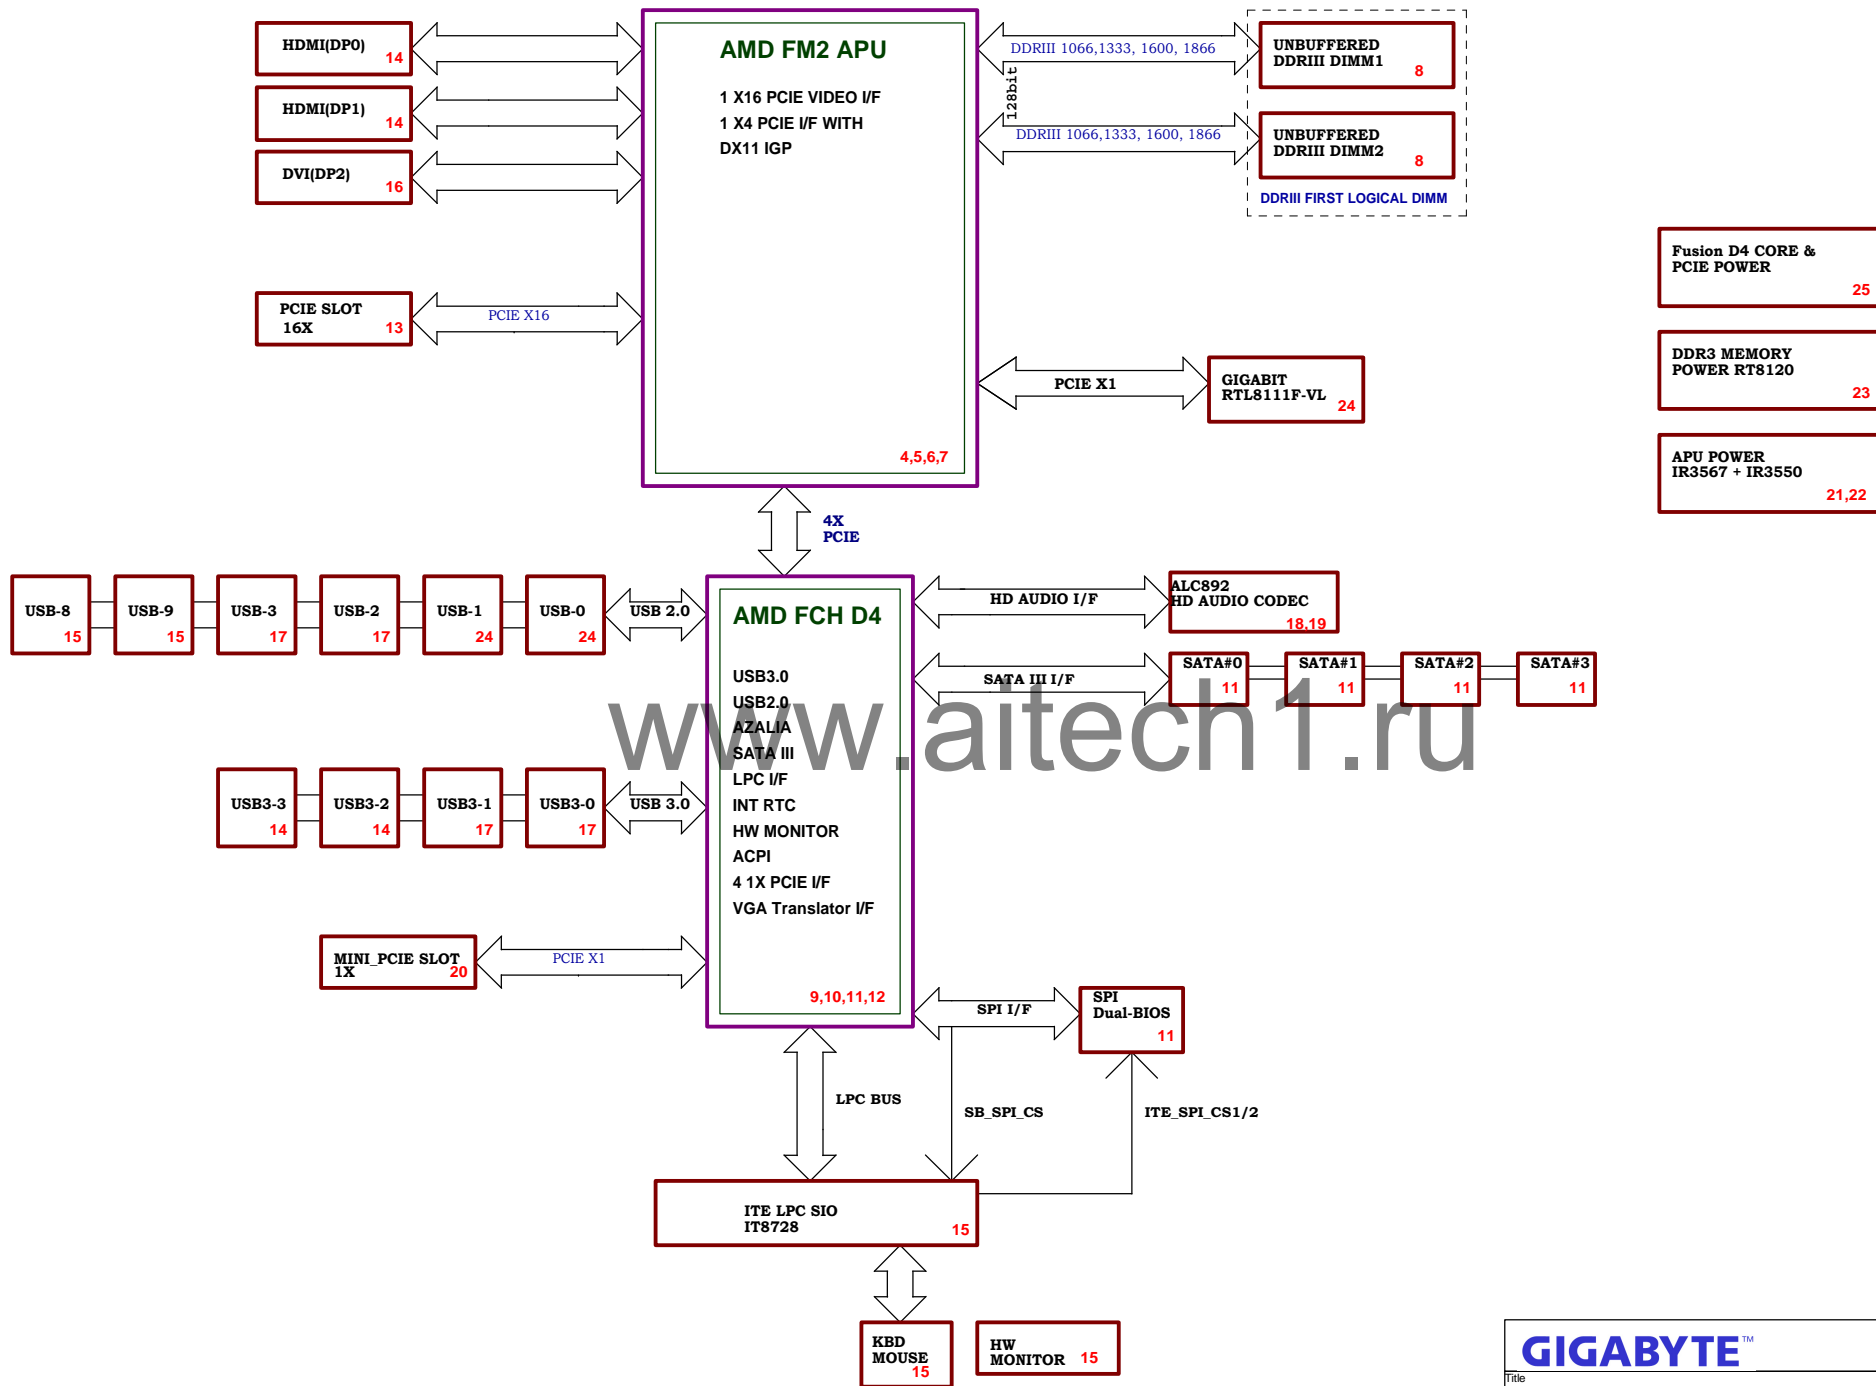 HDMI(DP0)
14
HDMI(DP1)
14
DVI(DP2)
16
PCIE SLOT
16X
13
PCIE X16
AMD FM2 APU
1 X16 PCIE VIDEO I/F
1 X4 PCIE I/F WITH
DX11 IGP
4,5,6,7
DDRIII 1066,1333, 1600, 1866
128bit
DDRIII 1066,1333, 1600, 1866
UNBUFFERED
DDRIII DIMM1
8
UNBUFFERED
DDRIII DIMM2
8
DDRIII FIRST LOGICAL DIMM
PCIE X1
GIGABIT
RTL8111F-VL
24
Fusion D4 CORE &
PCIE POWER
25
DDR3 MEMORY
POWER RT8120
23
APU POWER
IR3567 + IR3550
21,22
4X
PCIE
USB-8
15
USB-9
15
USB-3
17
USB-2
17
USB-1
24
USB-0
24
USB 2.0
AMD FCH D4
USB3.0
USB2.0
AZALIA
SATA III
LPC I/F
INT RTC
HW MONITOR
ACPI
4 1X PCIE I/F
VGA Translator I/F
9,10,11,12
HD AUDIO I/F
ALC892
HD AUDIO CODEC
18,19
SATA III I/F
SATA#0
11
SATA#1
11
SATA#2
11
SATA#3
11
www.aitech1.ru
USB3-3
14
USB3-2
14
USB3-1
17
USB3-0
17
USB 3.0
MINI_PCIE SLOT
1X
20
PCIE X1
SPI I/F
SPI
Dual-BIOS
11
LPC BUS
SB_SPI_CS
ITE_SPI_CS1/2
ITE LPC SIO
IT8728
15
KBD
MOUSE
15
HW
MONITOR
15
GIGABYTE™
Title